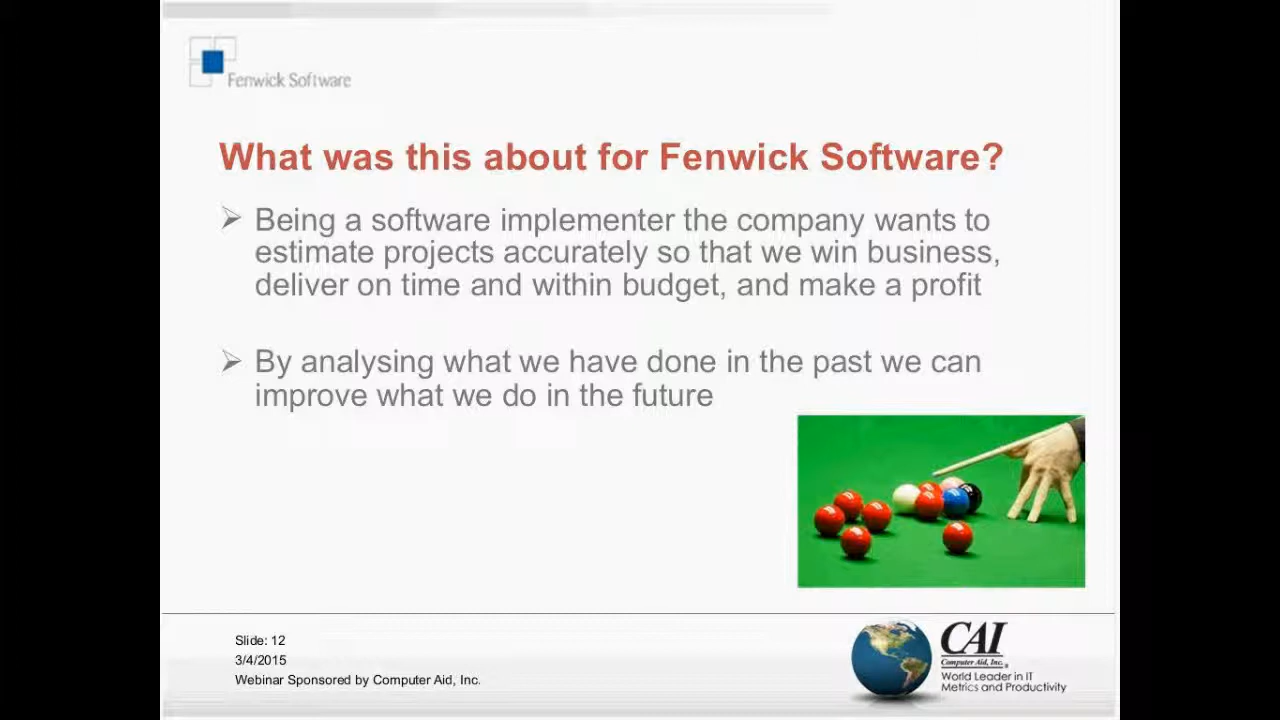 Fenwick Software
What was this about for Fenwick Software?
Being a software implementer the company wants to
estimate projects accurately so that we win business,
deliver on time and within budget, and make a profit
By analysing what we have done in the past we can
improve what we do in the future
Slide: 12
3/4/2015
Webinar Sponsored by Computer Aid, Inc.
CAI
Computer Aid, Inc.
World Leader in IT
Metrics and Productivity